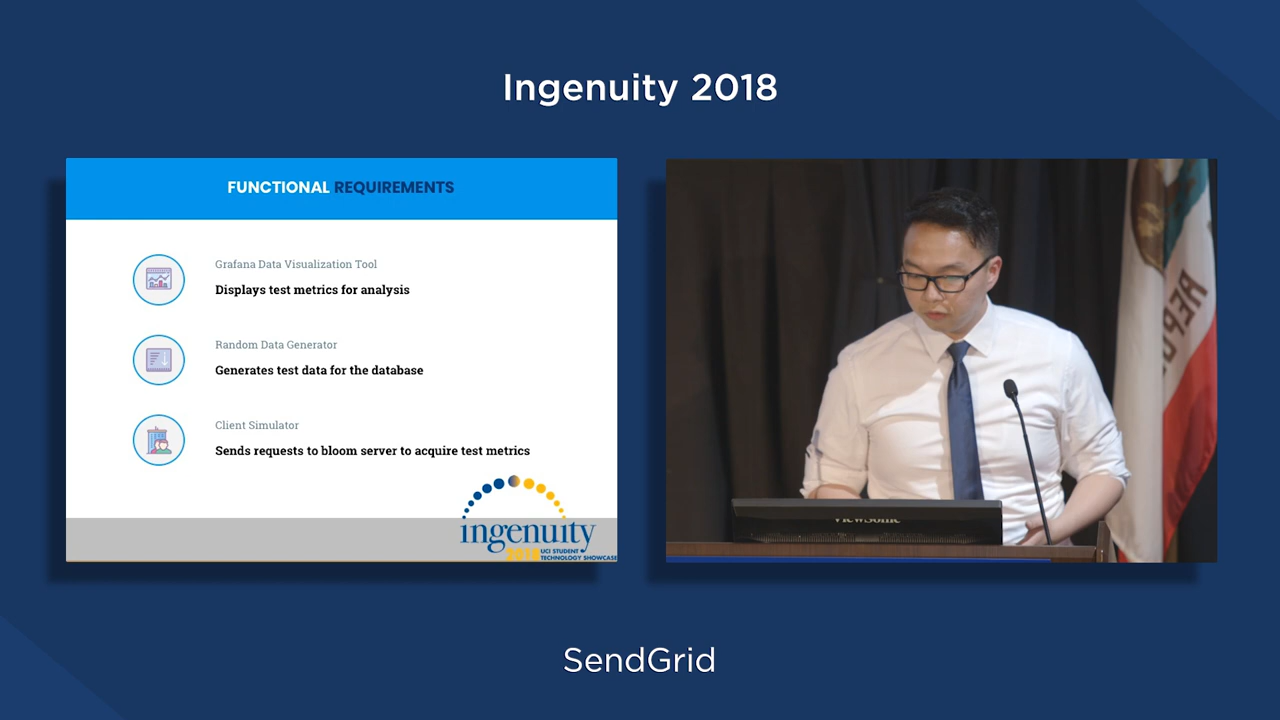 Ingenuity 2018
FUNCTIONAL REQUIREMENTS
Grafana Data Visualization Tool
Displays test metrics for analysis
Random Data Generator
Generates test data for the database
Client Simulator
Sends requests to bloom server to acquire test metrics
ingenuity
2018 UCI STUDENT
TECHNOLOGY SHOWCASE
ViewSonic
SendGrid